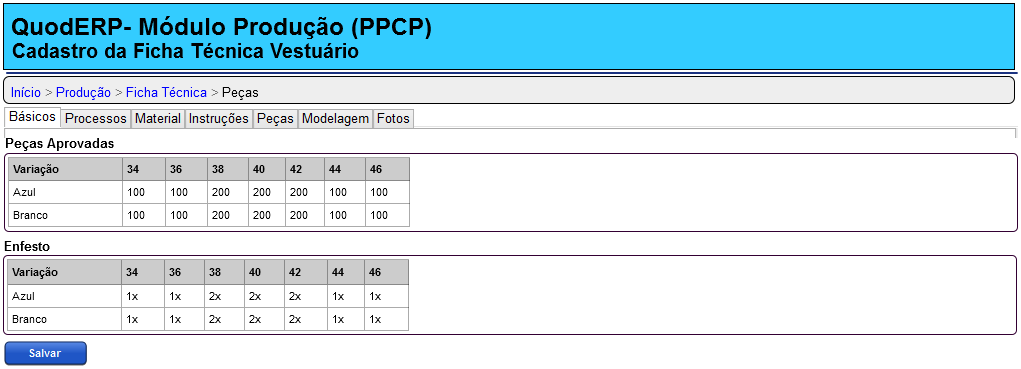 QuodERP- Módulo Produção (PPCP)
Cadastro da Ficha Técnica Vestuário
Início > Produção > Ficha Técnica > Peças
Básicos Processos Material Instruções Peças Modelagem Fotos
Peças Aprovadas
Variação 34 36 38 40 42 44 46
Azul 100 100 200 200 200 100 100
Branco 100 100 200 200 200 100 100
Enfesto
Variação 34 36 38 40 42 44 46
Azul 1x 1x 2x 2x 2x 1x 1x
Branco 1x 1x 2x 2x 2x 1x 1x
Salvar